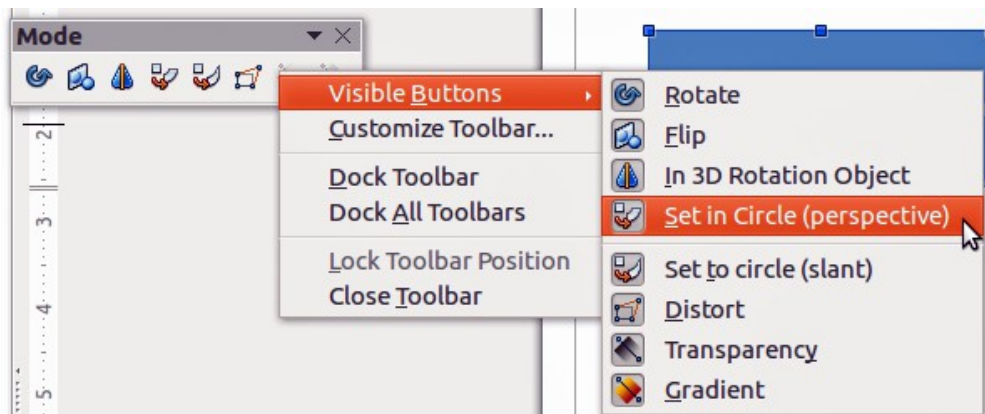 Mode
Visible Buttons
Customize Toolbar...
Dock Toolbar
Dock All Toolbars
Lock Toolbar Position
Close Toolbar
Rotate
Flip
In 3D Rotation Object
Set in Circle (perspective)
Set to circle (slant)
Distort
Transparency
Gradient
2
3
4
5